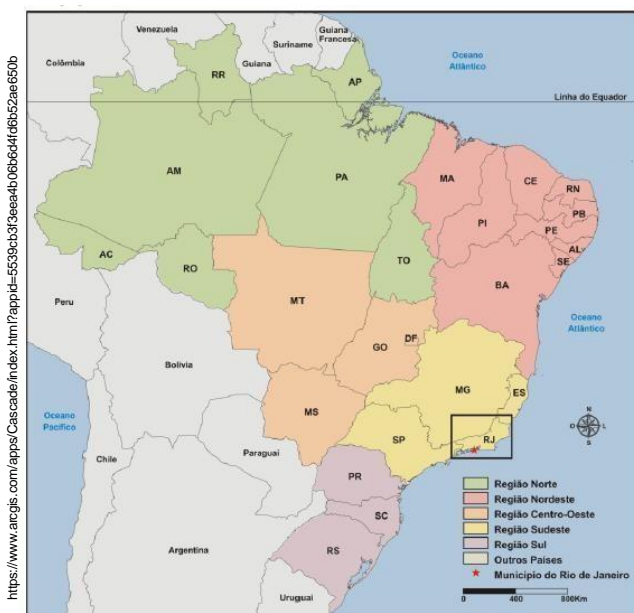 https://www.arcgis.com/apps/Cascade/index.html?appid=5539cb3f3eea4b06b6d4fd6b52ae650b
Venezuela
Guiana
Francesa
Suriname
Colômbia
Guiana
Oceano
Atlântico
RR
AP
Linha do Equador
AM
PA
MA
CE
RN
PB
PI
PE
AL
SE
AC
RO
TO
BA
Peru
MT
Oceano
Atlântico
GO
DF
Bolívia
MG
ES
MS
Oceano
Pacífico
SP
RJ
N
O
L
S
Paraguai
Chile
PR
SC
RS
Argentina
Uruguai
Região Norte
Região Nordeste
Região Centro-Oeste
Região Sudeste
Região Sul
Outros Países
Município do Rio de Janeiro
400 0 800Km